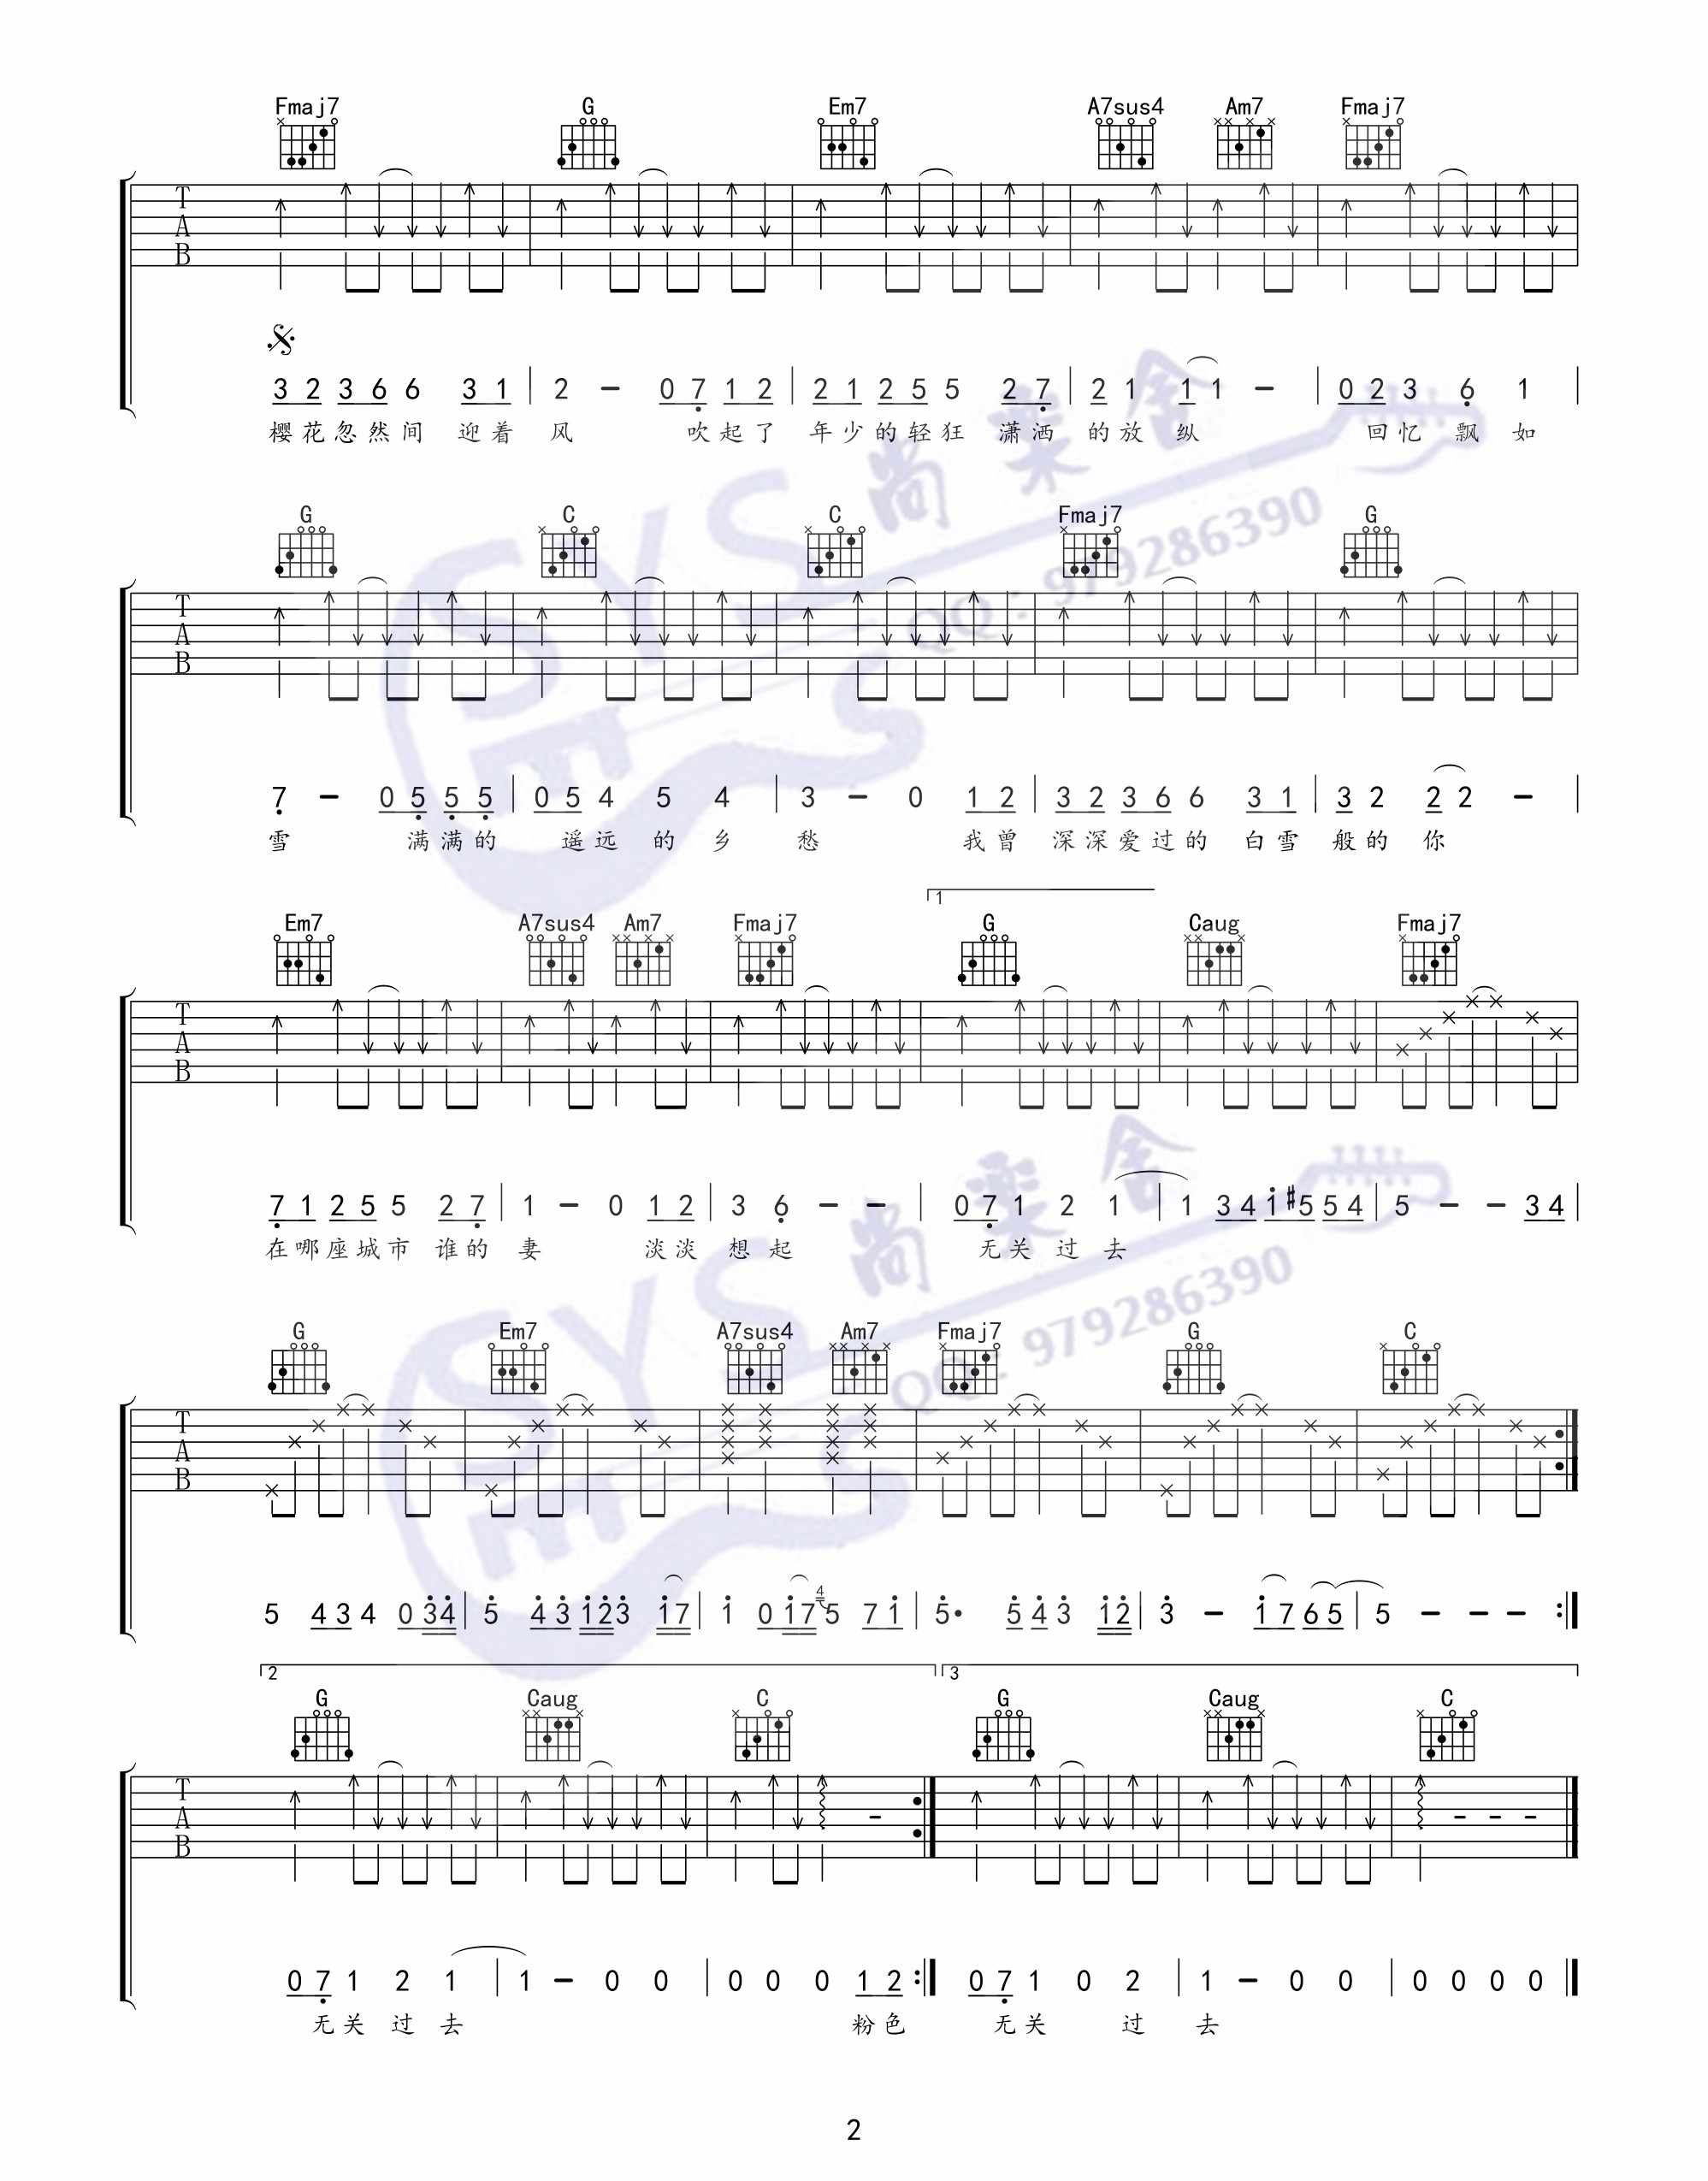 Fmaj7 G Em7 A7sus4 Am7 Fmaj7
T
A
B
3 2 3 6 6 3 1 | 2 - 0 7 1 2 | 2 1 2 5 5 2 7 | 2 1 1 1 - | 0 2 3 6 1 |
樱花忽然间 迎着 风 吹起了 年少的轻狂 潇洒 的放 纵 回忆 飘 如
尚乐舍
SYS
QQ: 979286390
G C C Fmaj7 G
T
A
B
7 - 0 5 5 5 | 0 5 4 5 4 | 3 - 0 1 2 | 3 2 3 6 6 3 1 | 3 2 2 2 - |
雪 满满的 遥远 的 乡 愁 我曾 深深爱过的 白雪 般的 你
1
Em7 A7sus4 Am7 Fmaj7 G Caug Fmaj7
T
A
B
7 1 2 5 5 2 7 | 1 - 0 1 2 | 3 6 - - | 0 7 1 2 1 | 1 3 4 1 #5 5 4 | 5 - - 3 4 |
在哪座城市 谁的 妻 淡淡 想起 无关 过 去
尚乐舍
SYS
QQ: 979286390
G Em7 A7sus4 Am7 Fmaj7 G C
T
A
B
5 4 3 4 0 3 4 | 5 4 3 1 2 3 1 7 | 1 0 1 7 4 5 7 1 | 5 · 5 4 3 1 2 | 3 - 1 7 6 5 | 5 - - - :|
2 3
G Caug C G Caug C
T
A
B
0 7 1 2 1 | 1 - 0 0 | 0 0 0 1 2 :| 0 7 1 0 2 | 1 - 0 0 | 0 0 0 0 |
无关 过 去 粉色 无关 过 去
2